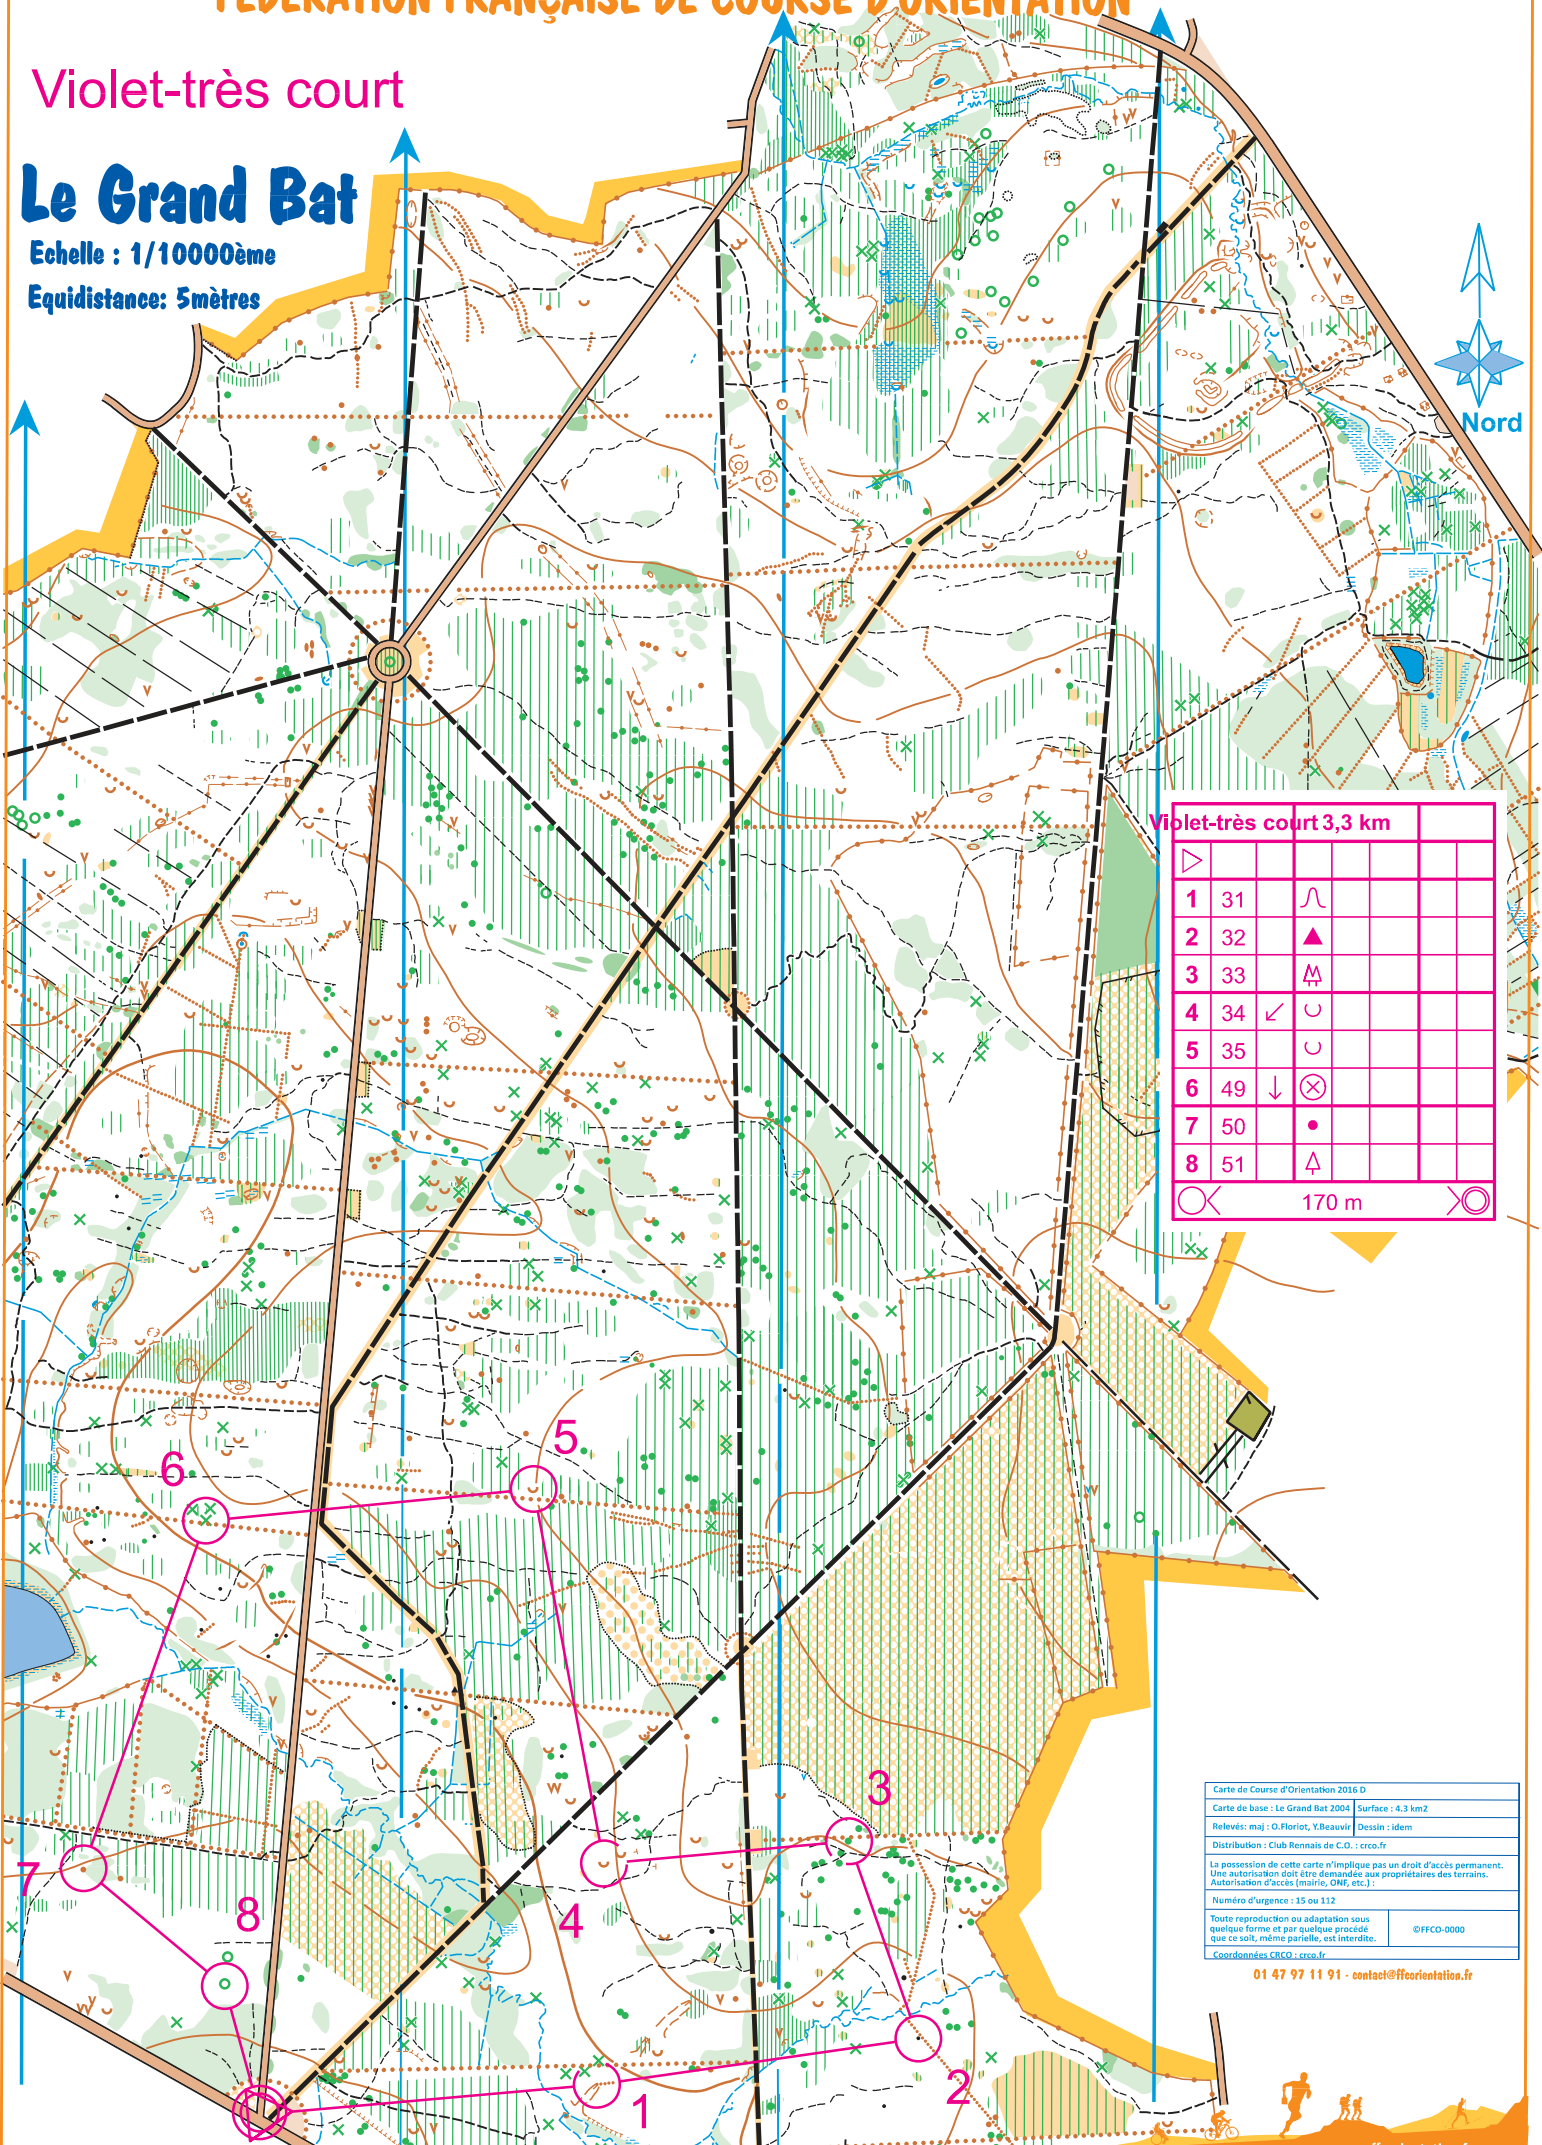 FÉDÉRATION FRANÇAISE DE COURSE D'ORIENTATION
Violet-très court
Le Grand Bat
Echelle : 1/10000ème
Equidistance: 5mètres
Nord
Violet-très court 3,3 km
1 31
2 32
3 33
4 34
5 35
6 49
7 50
8 51
170 m
5
6
3
7
8
4
2
1
Carte de Course d'Orientation 2016 D
Carte de base : Le Grand Bat 2004 Surface : 4.3 km2
Relevés: maj : O.Floriot, Y.Beauvir Dessin : idem
Distribution : Club Rennais de C.O. : crco.fr
La possession de cette carte n'implique pas un droit d'accès permanent.
Une autorisation doit être demandée aux propriétaires des terrains.
Autorisation d'accès (mairie, ONF, etc.) :
Numéro d'urgence : 15 ou 112
Toute reproduction ou adaptation sous
quelque forme et par quelque procédé
que ce soit, même parielle, est interdite.
©FFCO-0000
Coordonnées CRCO : crco.fr
01 47 97 11 91 - contact@ffcorientation.fr